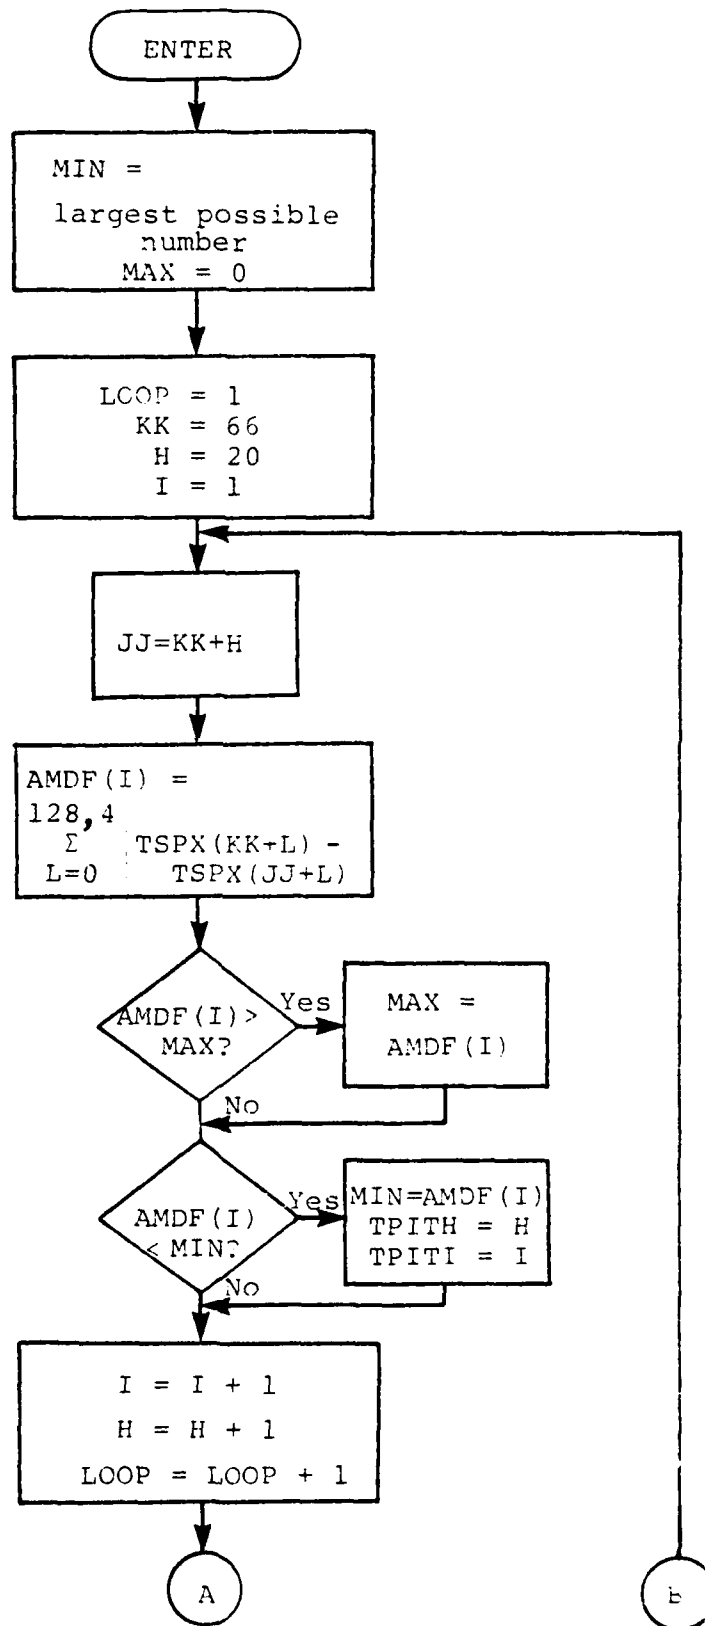 ENTER
MIN =
largest possible
number
MAX = 0
LOOP = 1
KK = 66
H = 20
I = 1
JJ=KK+H
AMDF(I) =
128,4
Σ TSPX(KK+L) -
L=0 TSPX(JJ+L)
AMDF(I)>
MAX?
Yes
MAX =
AMDF(I)
No
AMDF(I)
< MIN?
Yes
MIN=AMDF(I)
TPITH = H
TPITI = I
No
I = I + 1
H = H + 1
LOOP = LOOP + 1
A